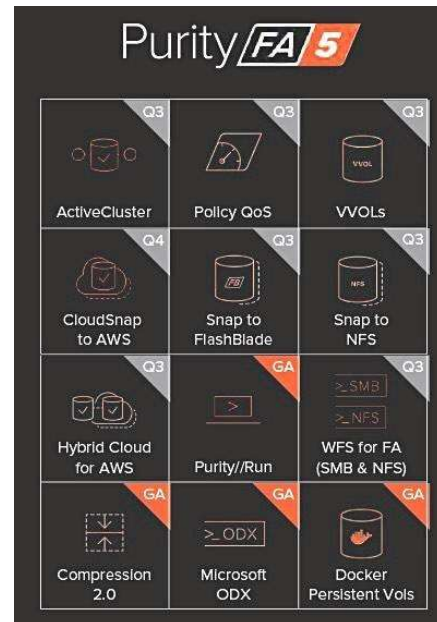 Purity FA 5
Q3 Q3 Q3
VVOL
ActiveCluster Policy QoS VVOLs
Q4 Q3 Q3
FB NFS
CloudSnap to AWS Snap to FlashBlade Snap to NFS
Q3 GA Q3
>_SMB
> >_NFS
Hybrid Cloud for AWS Purity//Run WFS for FA (SMB & NFS)
GA GA GA
>_ODX
Compression 2.0 Microsoft ODX Docker Persistent Vols